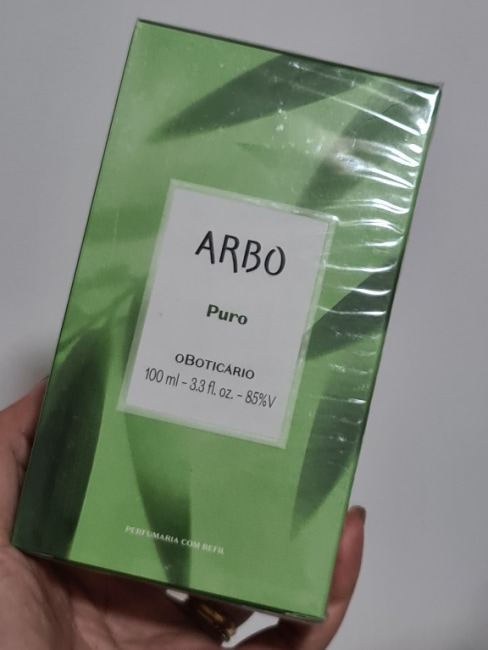 ARBO
Puro
oBOTICÁRIO
100 ml - 3.3 fl. oz. - 85%V
PERFUMARIA COM REFIL